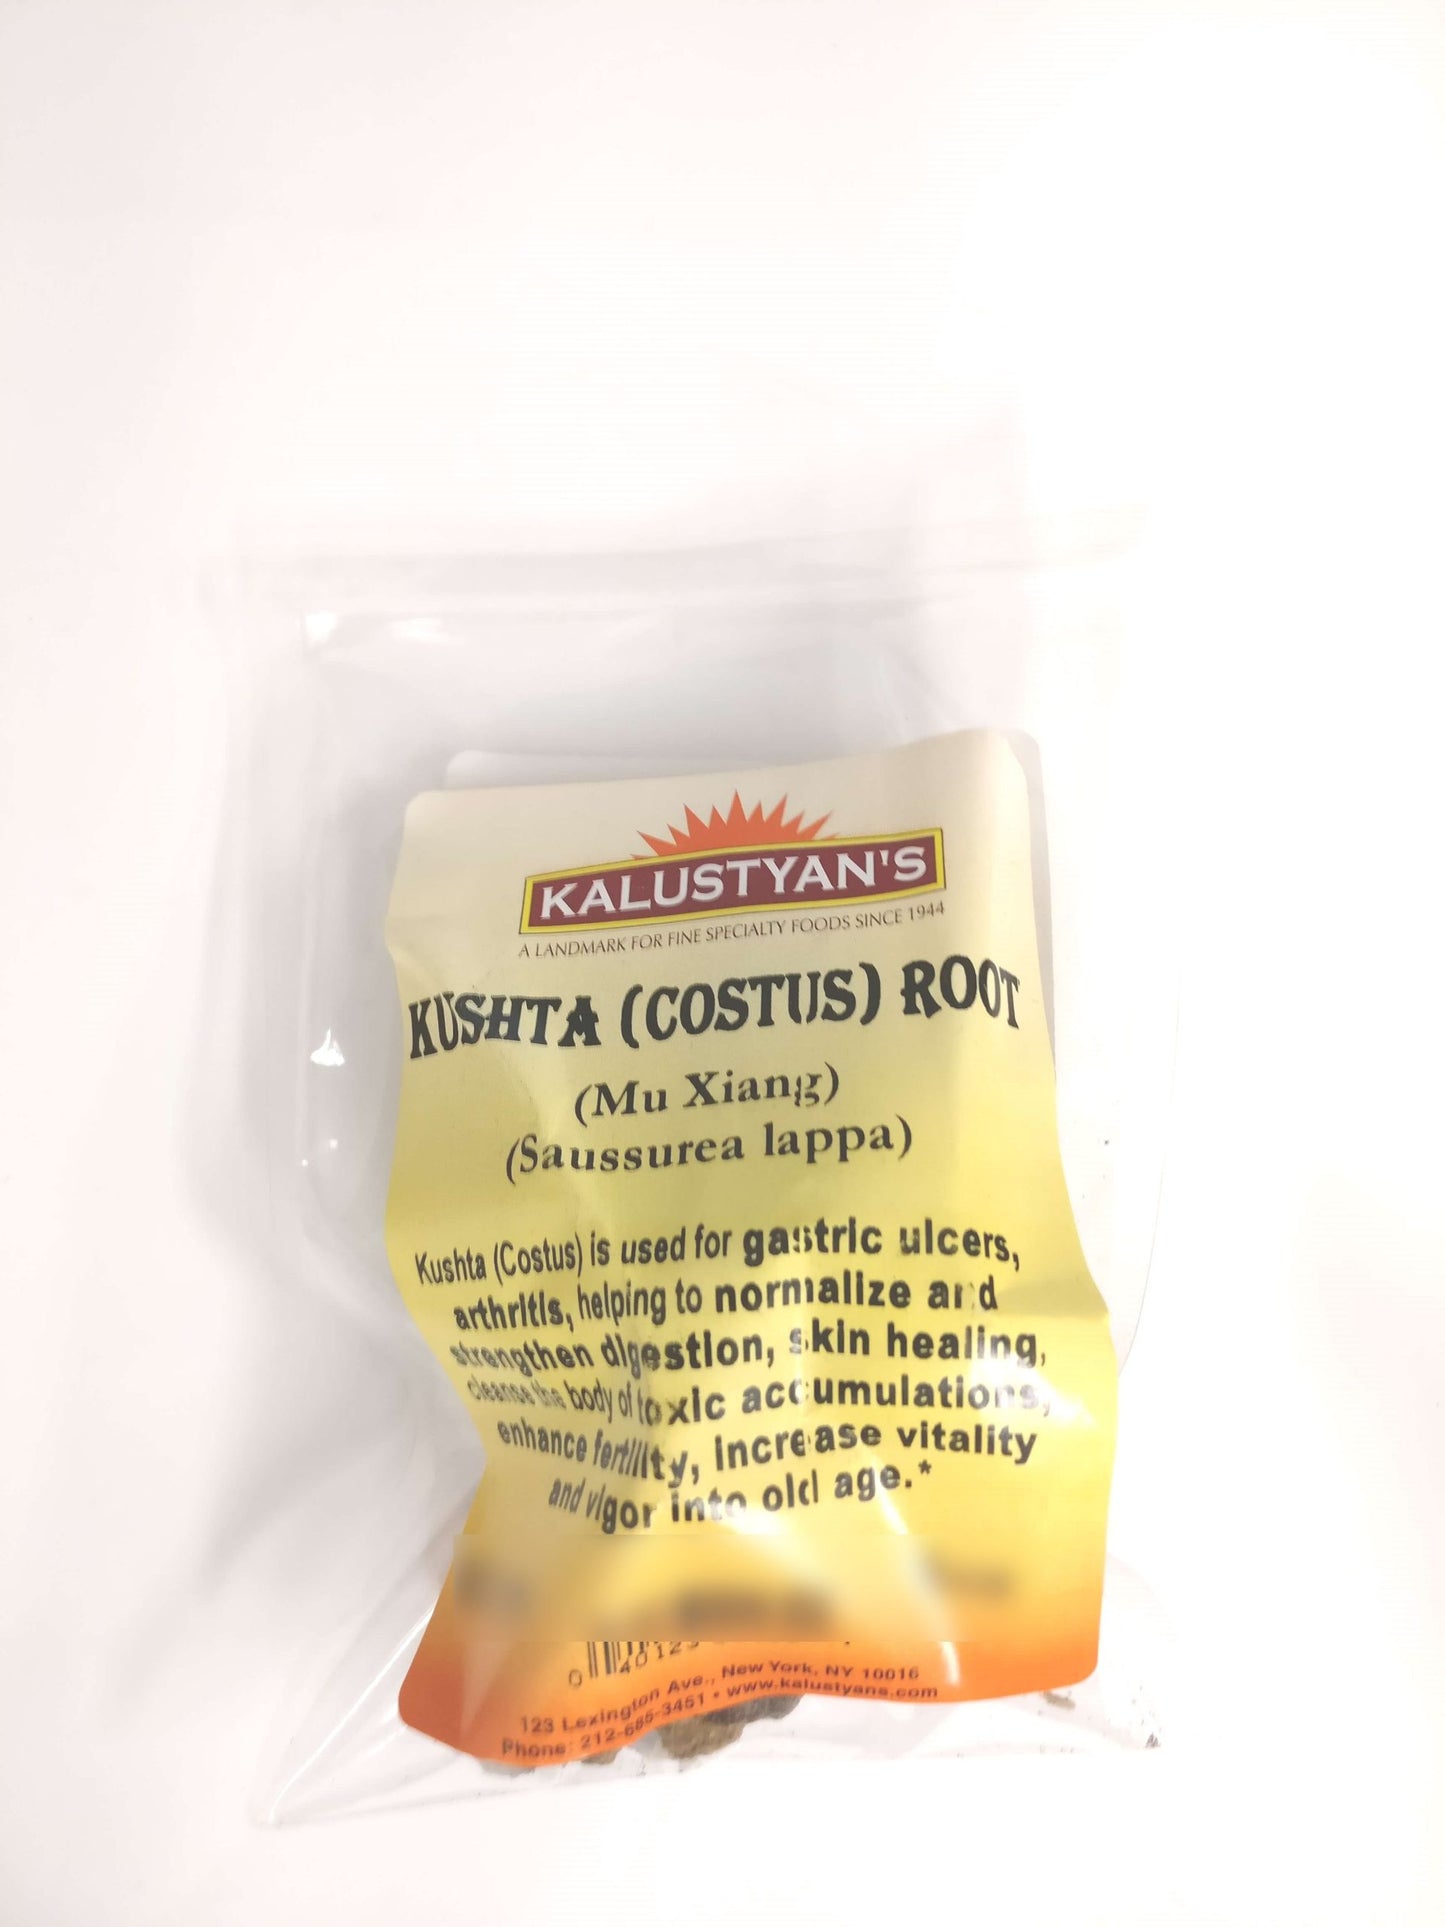 KALUSTYAN'S
A LANDMARK FOR FINE SPECIALTY FOODS SINCE 1944
KUSHTA (COSTUS) ROOT
(Mu Xiang)
(Saussurea lappa)
Kushta (Costus) is used for gastric ulcers,
arthritis, helping to normalize and
strengthen digestion, skin healing,
cleanse the body of toxic accumulations,
enhance fertility, increase vitality
and vigor into old age.*
0 40123
123 Lexington Ave., New York, NY 10016
Phone: 212-685-3451 • www.kalustyans.com